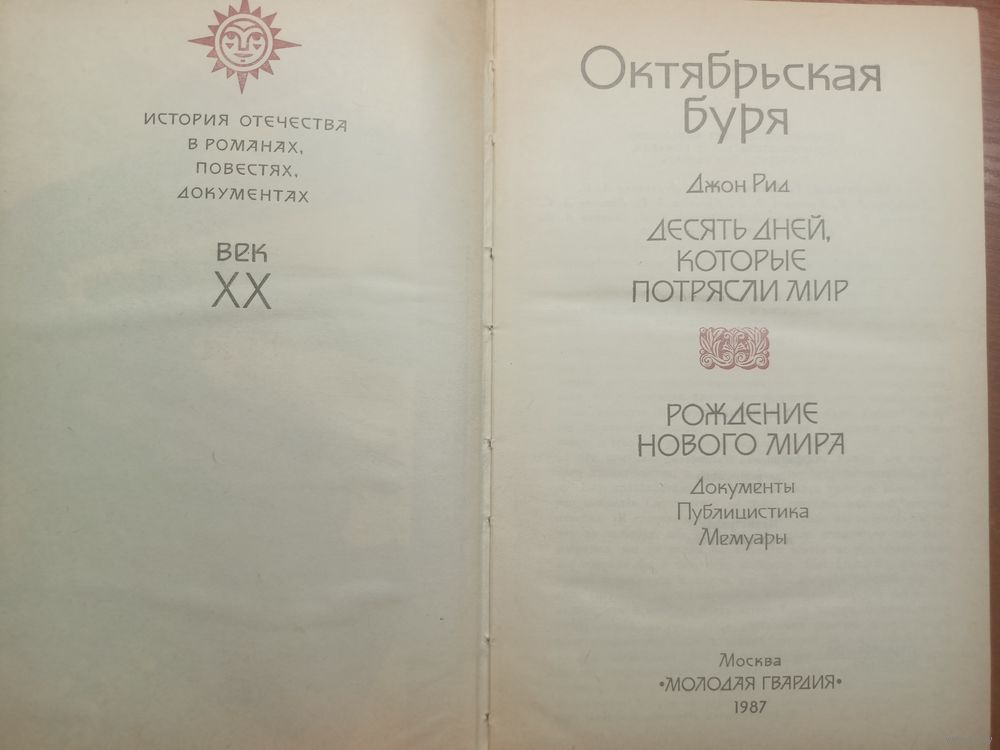 ИСТОРИЯ ОТЕЧЕСТВА
В РОМАНАХ,
ПОВЕСТЯХ,
ДОКУМЕНТАХ
ВЕК
XX
Октябрьская
буря
Джон Рид
ДЕСЯТЬ ДНЕЙ,
КОТОРЫЕ
ПОТРЯСЛИ МИР
РОЖДЕНИЕ
НОВОГО МИРА
Документы
Публицистика
Мемуары
Москва
•МОЛОДАЯ ГВАРДИЯ•
1987